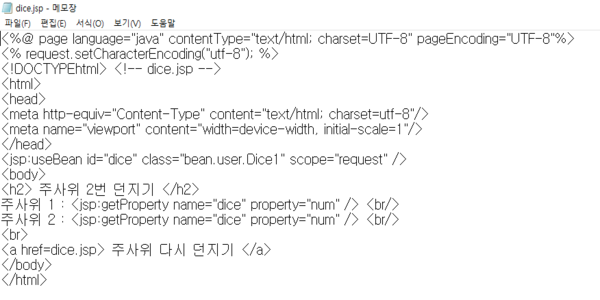 dice.jsp - 메모장
파일(F) 편집(E) 서식(O) 보기(V) 도움말
<%@ page language="java" contentType="text/html; charset=UTF-8" pageEncoding="UTF-8"%>
<% request.setCharacterEncoding("utf-8"); %>
<!DOCTYPEhtml> <!-- dice.jsp -->
<html>
<head>
<meta http-equiv="Content-Type" content="text/html; charset=utf-8"/>
<meta name="viewport" content="width=device-width, initial-scale=1"/>
</head>
<jsp:useBean id="dice" class="bean.user.Dice1" scope="request" />
<body>
<h2> 주사위 2번 던지기 </h2>
주사위 1 : <jsp:getProperty name="dice" property="num" /> <br/>
주사위 2 : <jsp:getProperty name="dice" property="num" /> <br/>
<br>
<a href=dice.jsp> 주사위 다시 던지기 </a>
</body>
</html>